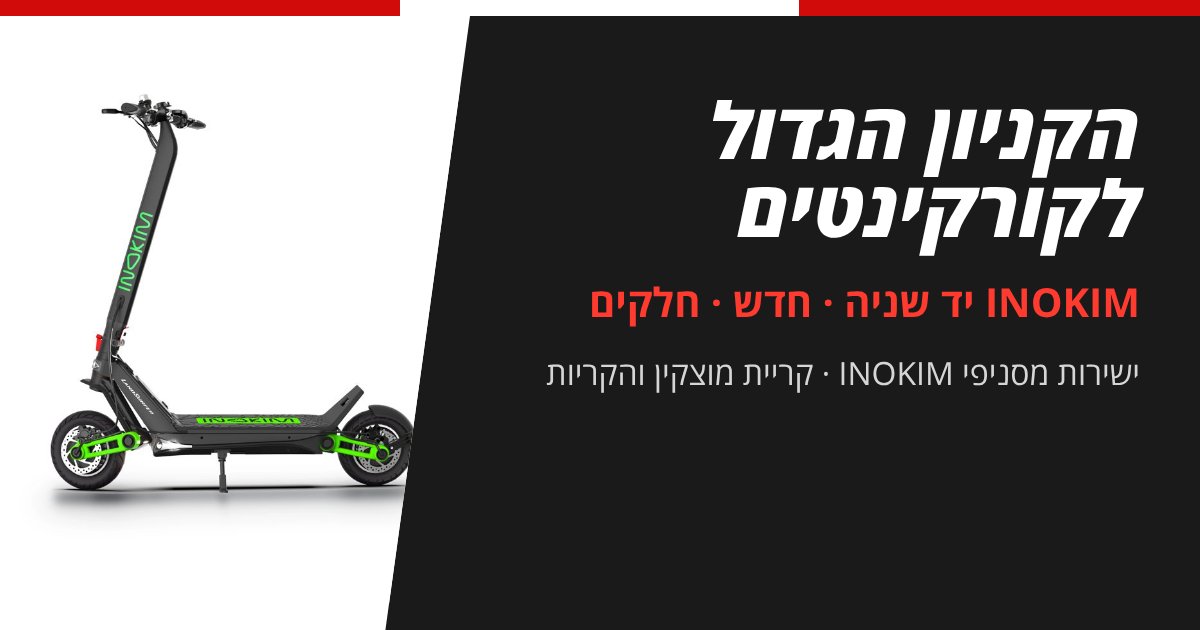 הקניון הגדול
לקורקינטים
INOKIM יד שניה · חדש · חלקים
ישירות מסניפי INOKIM · קריית מוצקין והקריות
INOKIM
INOKIM